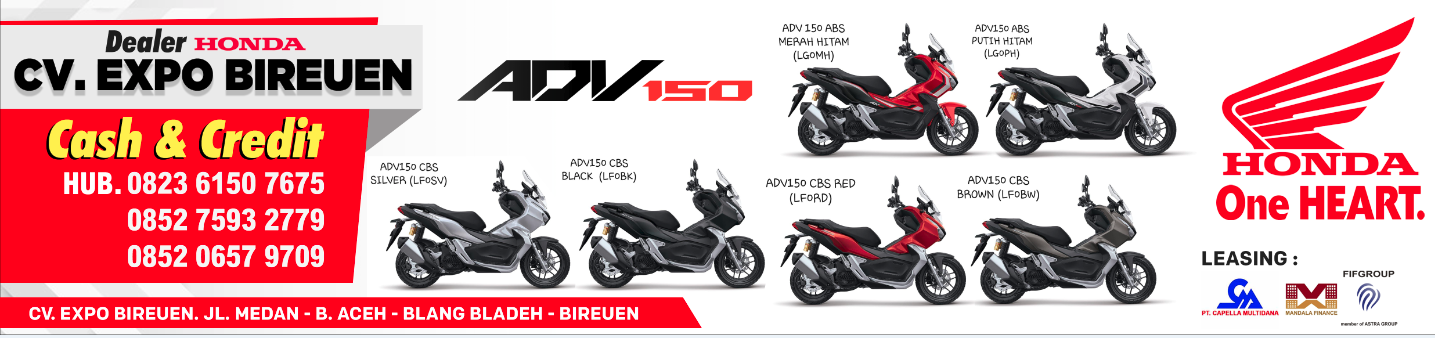 Dealer HONDA
CV. EXPO BIREUEN
Cash & Credit
HUB. 0823 6150 7675
0852 7593 2779
0852 0657 9709
CV. EXPO BIREUEN. JL. MEDAN - B. ACEH - BLANG BLADEH - BIREUEN
ADV150
ADV 150 ABS
MERAH HITAM
(LG0MH)
ADV150 ABS
PUTIH HITAM
(LG0PH)
ADV150 CBS
SILVER (LF0SV)
ADV150 CBS
BLACK (LF0BK)
ADV150 CBS RED
(LF0RD)
ADV150 CBS
BROWN (LF0BW)
HONDA
One HEART.
LEASING :
PT. CAPELLA MULTIDANA
MANDALA FINANCE
FIFGROUP
member of ASTRA GROUP